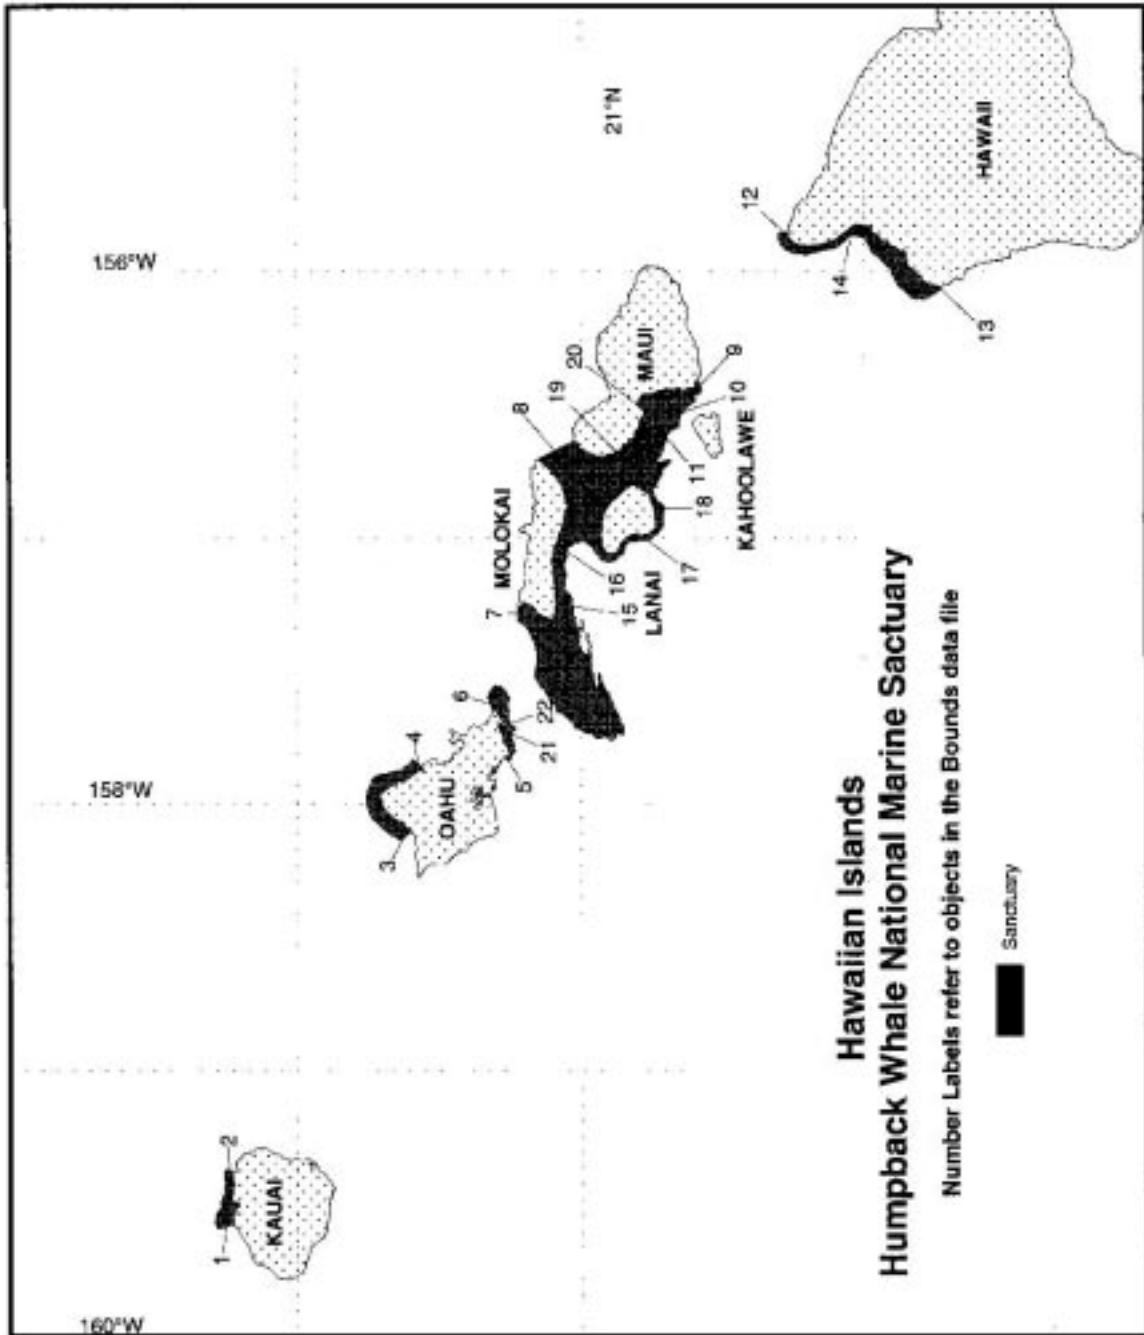 160°W
158°W
156°W
21°N
1
2
KAUAI
3
4
OAHU
5
21
22
6
7
MOLOKAI
8
19
20
MAUI
15
16
LANAI
17
18
11
10
9
KAHOOLAWE
12
14
13
HAWAII
Hawaiian Islands
Humpback Whale National Marine Sactuary
Number Labels refer to objects in the Bounds data file
Sanctuary